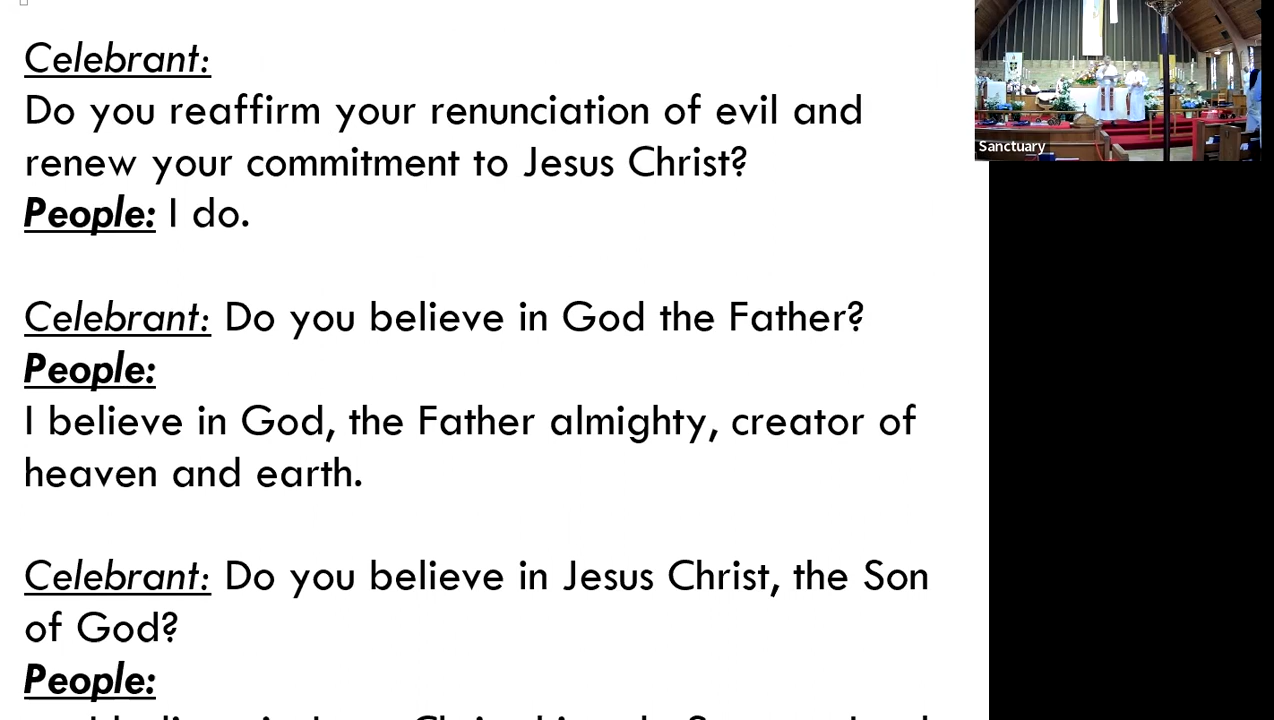 Celebrant:
Do you reaffirm your renunciation of evil and
renew your commitment to Jesus Christ?
People: I do.
Celebrant: Do you believe in God the Father?
People:
I believe in God, the Father almighty, creator of
heaven and earth.
Celebrant: Do you believe in Jesus Christ, the Son
of God?
People:
Sanctuary